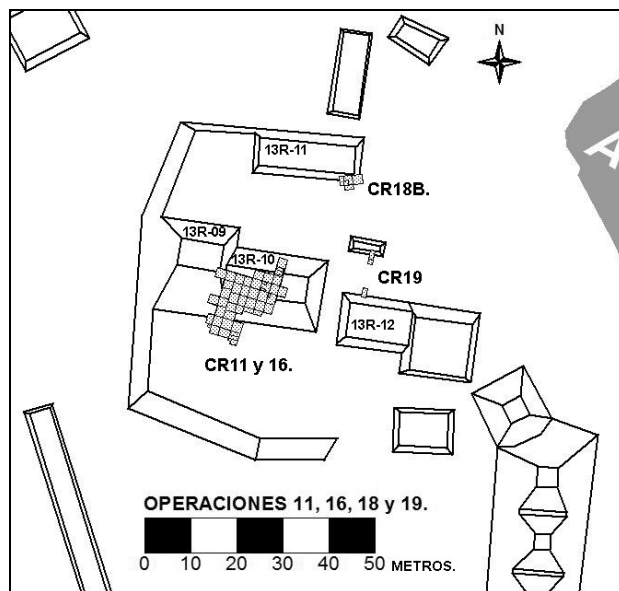 N
A
13R-11
CR18B.
13R-09
13R-10
CR19
13R-12
CR11 y 16.
OPERACIONES 11, 16, 18 y 19.
0 10 20 30 40 50 METROS.